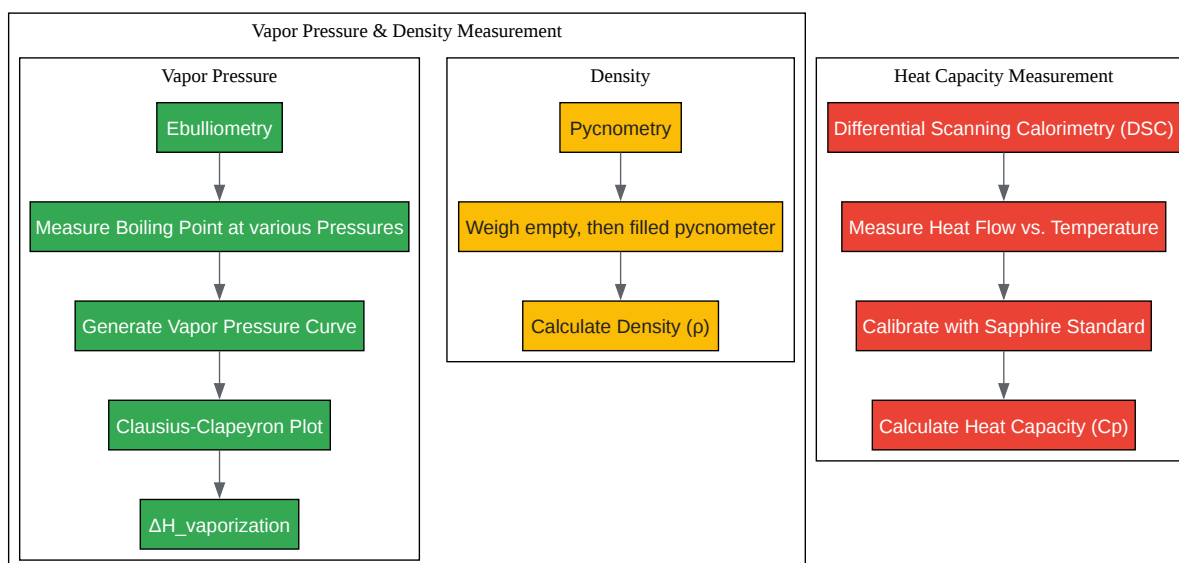 Vapor Pressure & Density Measurement
Vapor Pressure
Ebulliometry
Measure Boiling Point at various Pressures
Generate Vapor Pressure Curve
Clausius-Clapeyron Plot
ΔH_vaporization
Density
Pycnometry
Weigh empty, then filled pycnometer
Calculate Density (ρ)
Heat Capacity Measurement
Differential Scanning Calorimetry (DSC)
Measure Heat Flow vs. Temperature
Calibrate with Sapphire Standard
Calculate Heat Capacity (Cp)